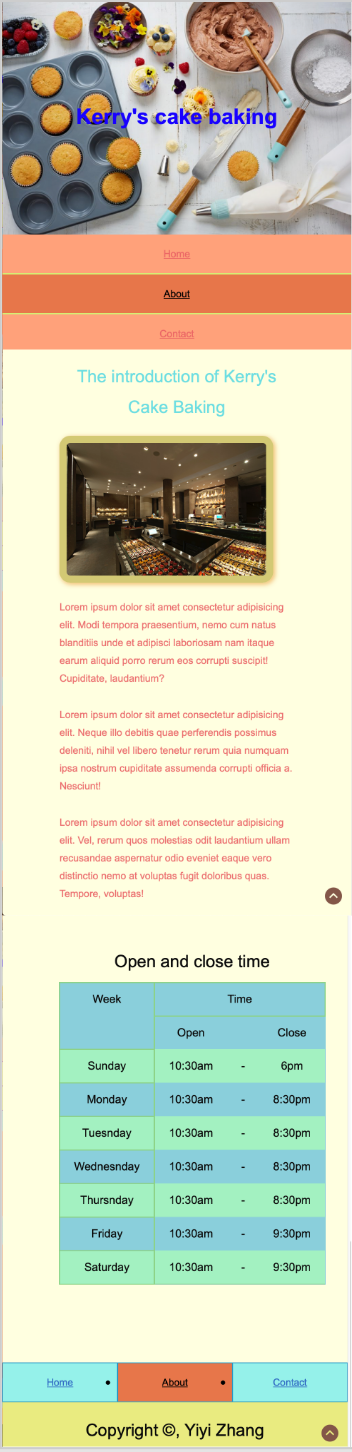 Kerry's cake baking
Home
About
Contact
The introduction of Kerry's
Cake Baking
Lorem ipsum dolor sit amet consectetur adipisicing
elit. Modi tempora praesentium, nemo cum natus
blanditiis unde et adipisci laboriosam nam itaque
earum aliquid porro rerum eos corrupti suscipit!
Cupiditate, laudantium?
Lorem ipsum dolor sit amet consectetur adipisicing
elit. Neque illo debitis quae perferendis possimus
deleniti, nihil vel libero tenetur rerum quia numquam
ipsa nostrum cupiditate assumenda corrupti officia a.
Nesciunt!
Lorem ipsum dolor sit amet consectetur adipisicing
elit. Vel, rerum quos molestias odit laudantium ullam
recusandae aspernatur odio eveniet eaque vero
distinctio nemo at voluptas fugit doloribus quas.
Tempore, voluptas!
Open and close time
Week Time
Open Close
Sunday 10:30am - 6pm
Monday 10:30am - 8:30pm
Tuesnday 10:30am - 8:30pm
Wednesnday 10:30am - 8:30pm
Thursnday 10:30am - 8:30pm
Friday 10:30am - 9:30pm
Saturday 10:30am - 9:30pm
Home • About • Contact
Copyright ©, Yiyi Zhang